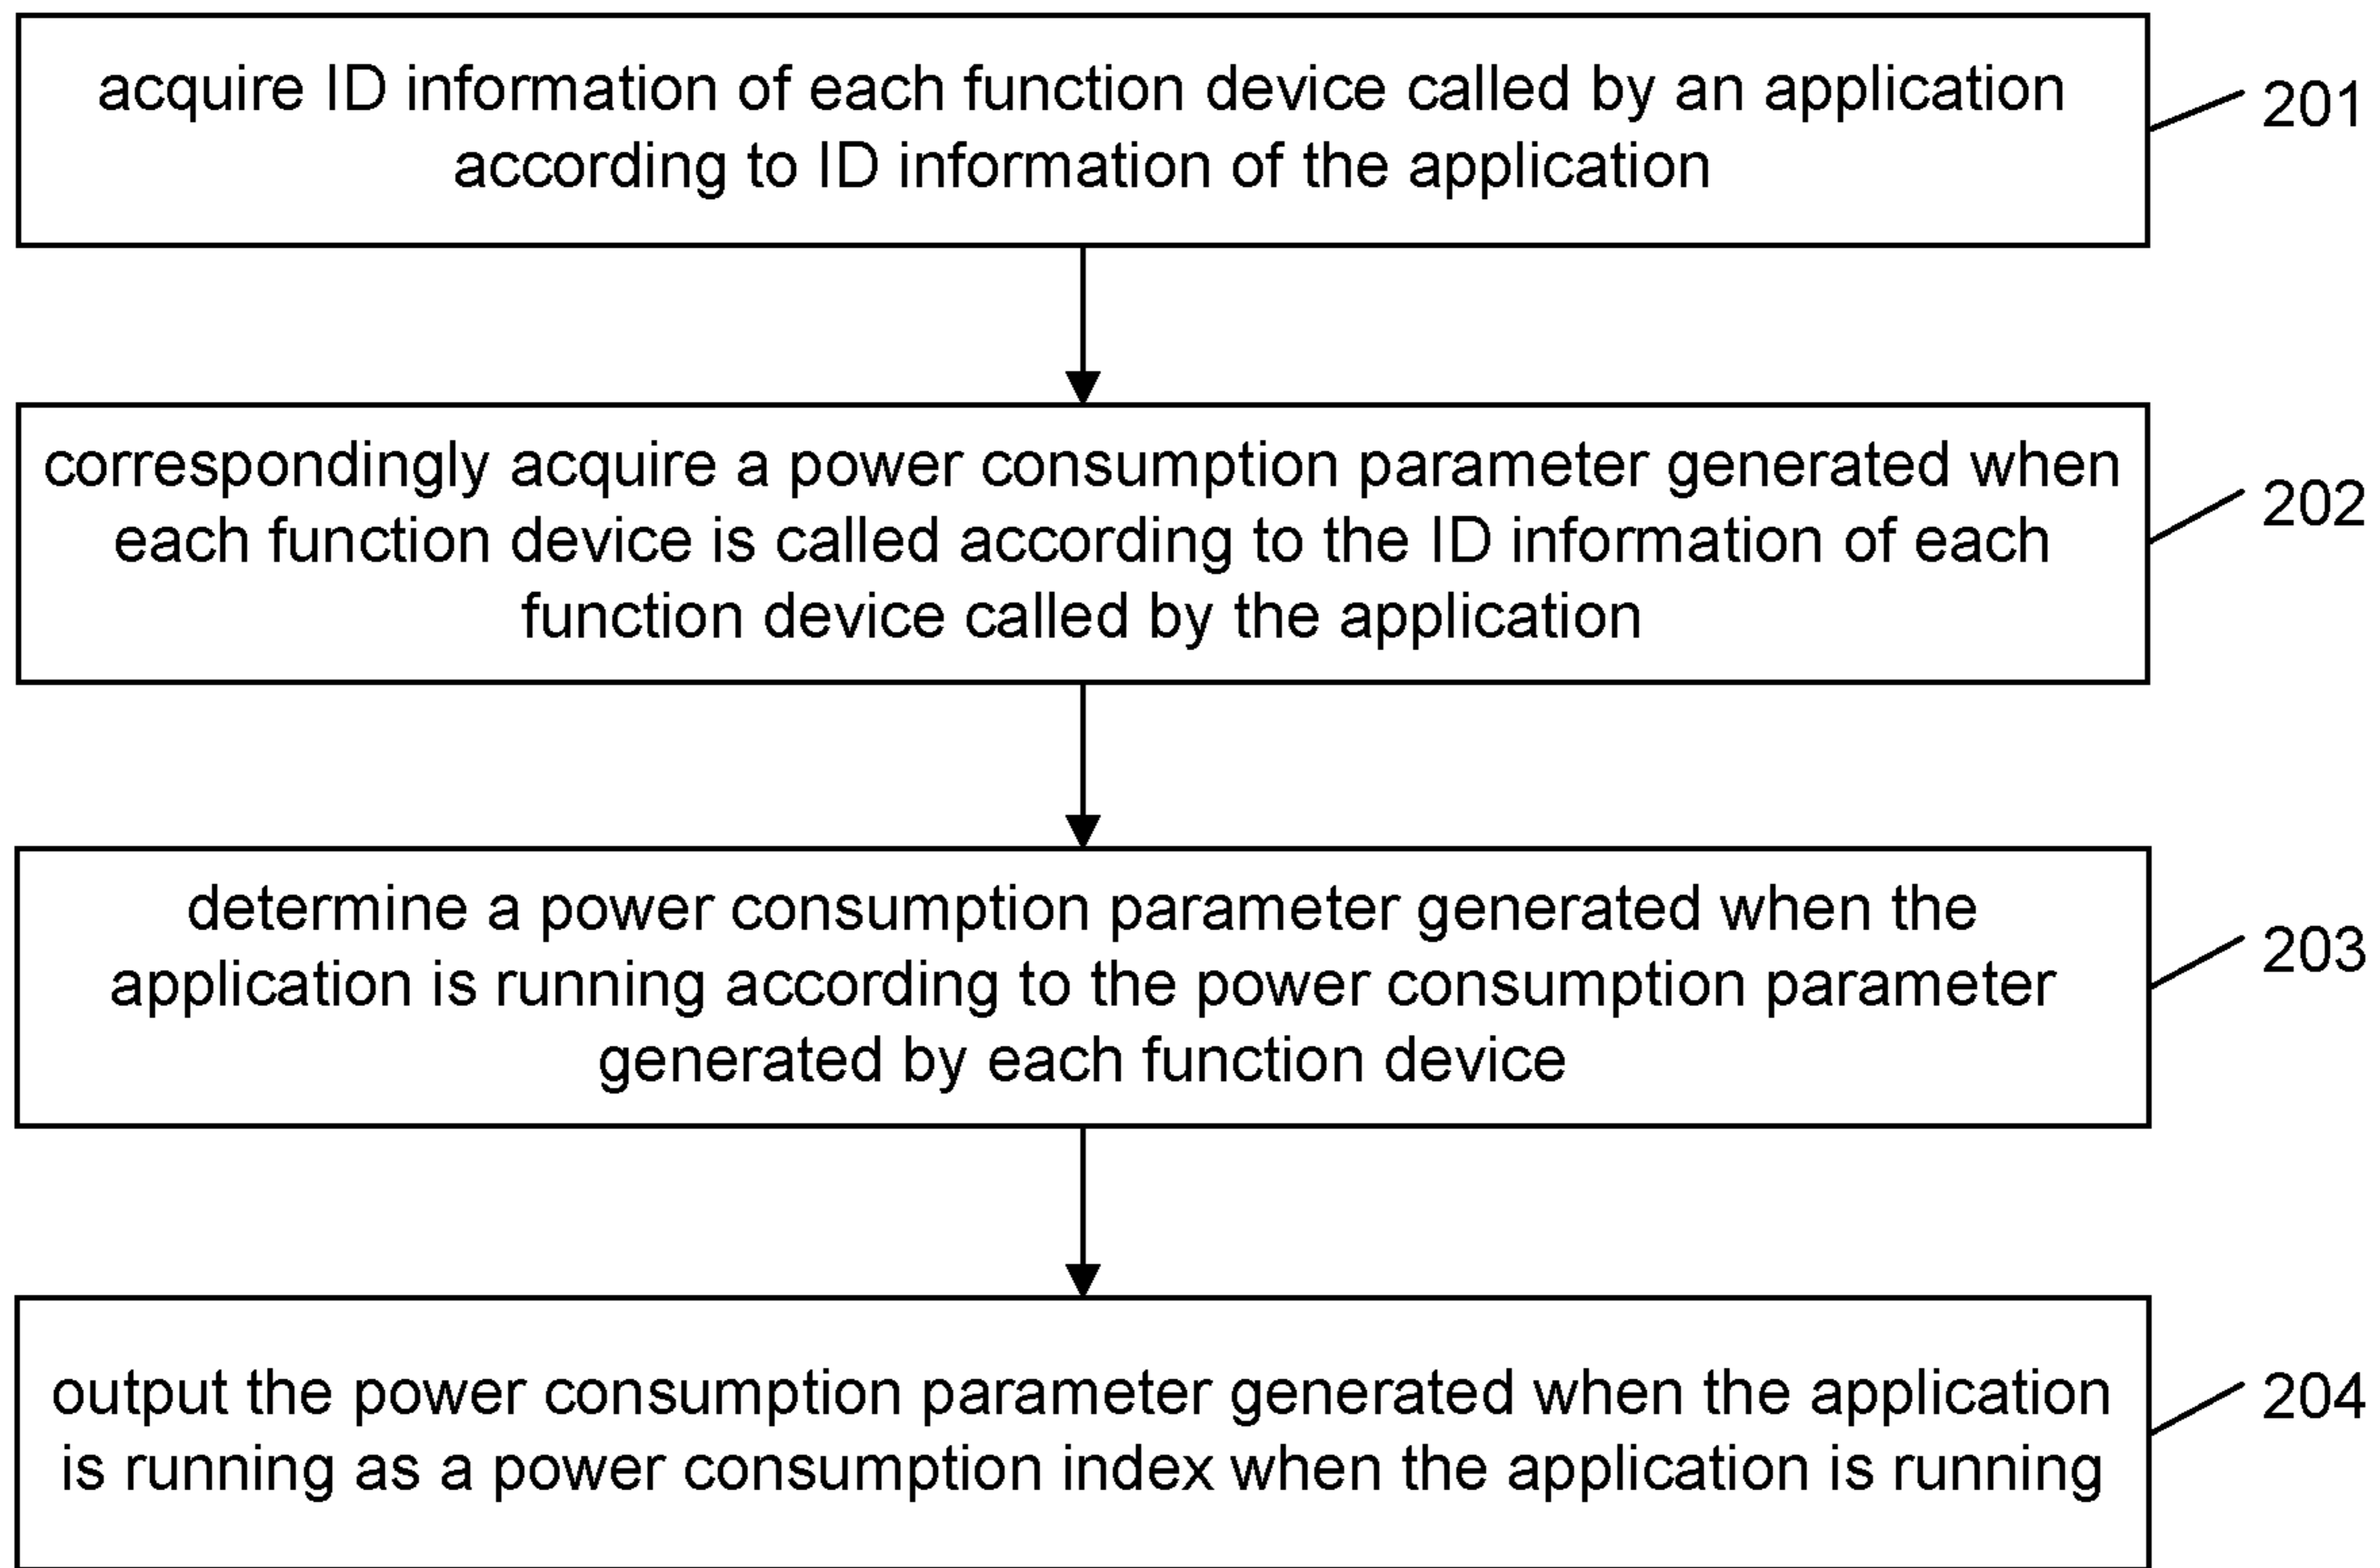 acquire ID information of each function device called by an application
according to ID information of the application
201
correspondingly acquire a power consumption parameter generated when
each function device is called according to the ID information of each
function device called by the application
202
determine a power consumption parameter generated when the
application is running according to the power consumption parameter
generated by each function device
203
output the power consumption parameter generated when the application
is running as a power consumption index when the application is running
204